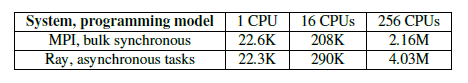 System, programming model 1 CPU 16 CPUs 256 CPUs
MPI, bulk synchronous 22.6K 208K 2.16M
Ray, asynchronous tasks 22.3K 290K 4.03M